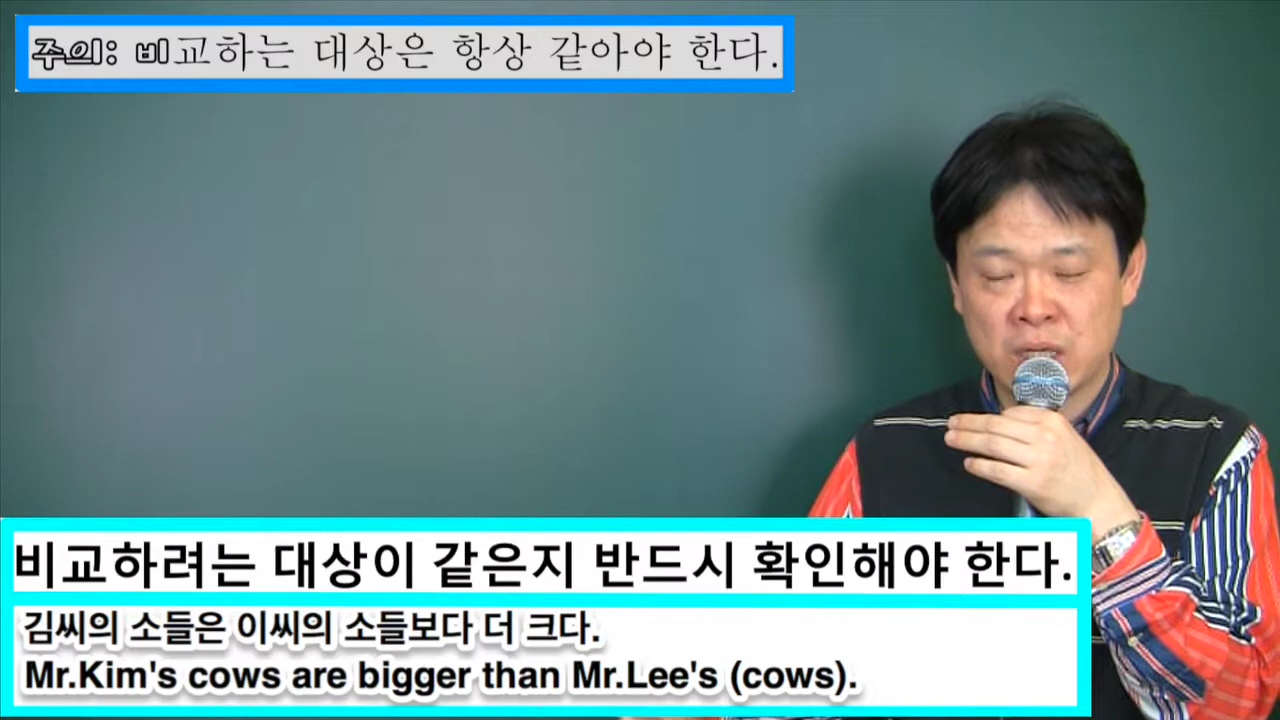 주의: 비교하는 대상은 항상 같아야 한다.
비교하려는 대상이 같은지 반드시 확인해야 한다.
김씨의 소들은 이씨의 소들보다 더 크다.
Mr.Kim's cows are bigger than Mr.Lee's (cows).